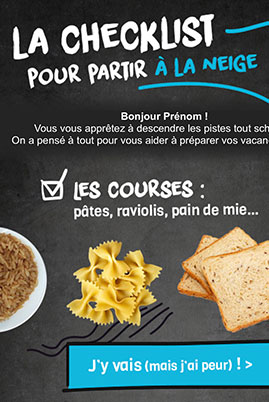 LA CHECKLIST
POUR PARTIR À LA NEIGE
Bonjour Prénom !
Vous vous apprêtez à descendre les pistes tout sch
On a pensé à tout pour vous aider à préparer vos vacan
LES COURSES :
pâtes, raviolis, pain de mie...
J'y vais (mais j'ai peur) ! >